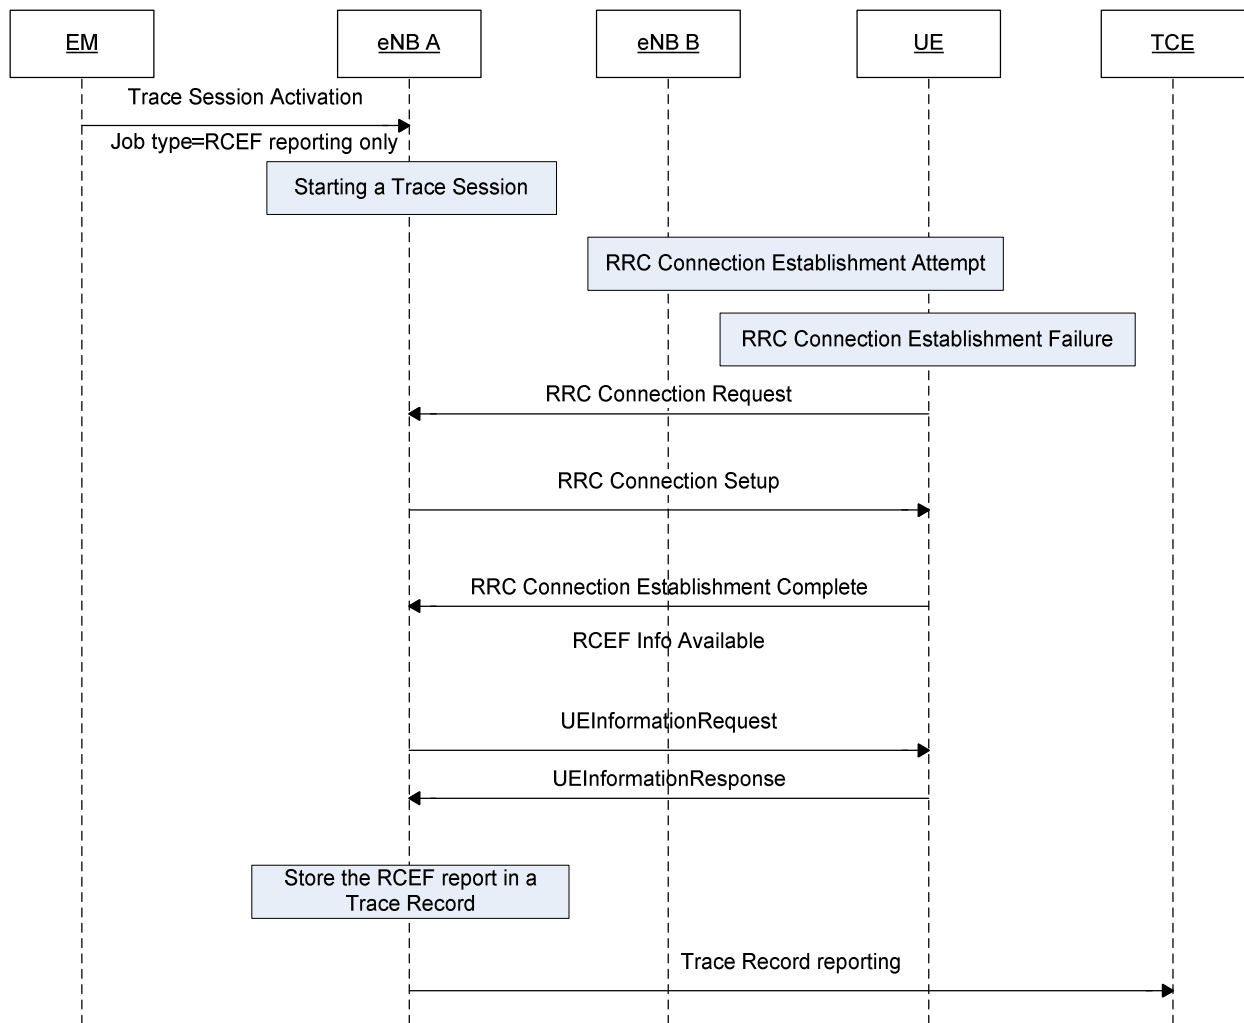 EM
eNB A
eNB B
UE
TCE
Trace Session Activation
Job type=RCEF reporting only
Starting a Trace Session
RRC Connection Establishment Attempt
RRC Connection Establishment Failure
RRC Connection Request
RRC Connection Setup
RRC Connection Establishment Complete
RCEF Info Available
UEInformationRequest
UEInformationResponse
Store the RCEF report in a
Trace Record
Trace Record reporting